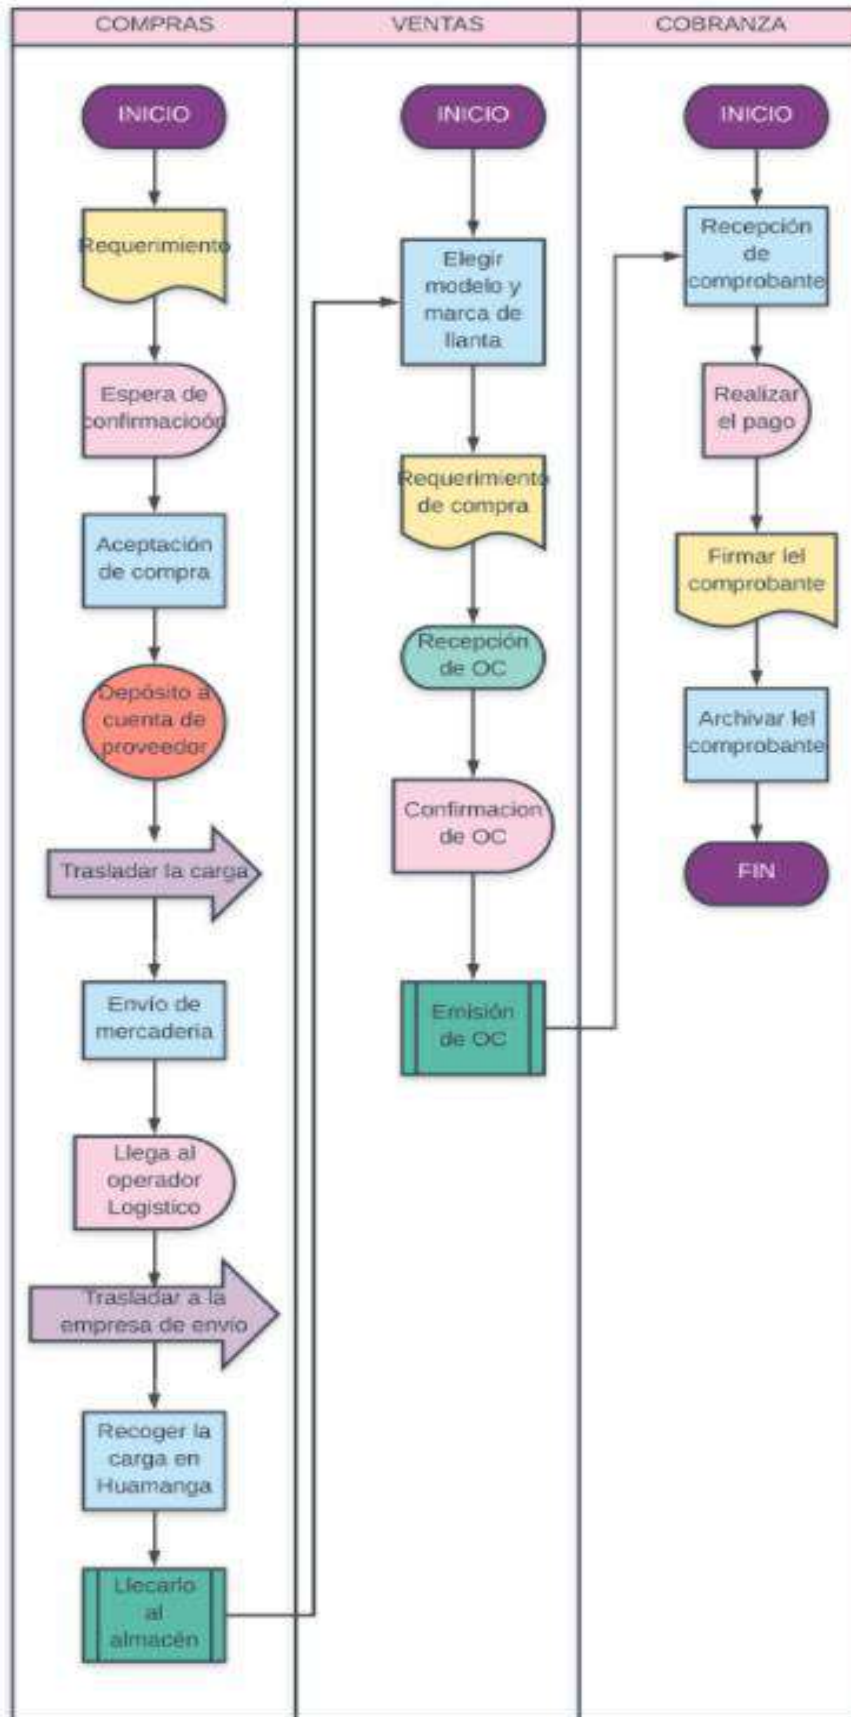 COMPRAS
VENTAS
COBRANZA
INICIO
Requerimiento
Espera de
confirmacioón
Aceptación
de compra
Depósito a
cuenta de
proveedor
Trasladar la carga
Envío de
mercaderia
Llega al
operador
Logistico
Trasladar a la
empresa de envío
Recoger la
carga en
Huamanga
Llecarlo
al
almacén
INICIO
Elegir
modelo y
marca de
llanta
Requerimiento
de compra
Recepción
de OC
Confirmacion
de OC
Emisión
de OC
INICIO
Recepción
de
comprobante
Realizar
el pago
Firmar lel
comprobante
Archivar lel
comprobante
FIN